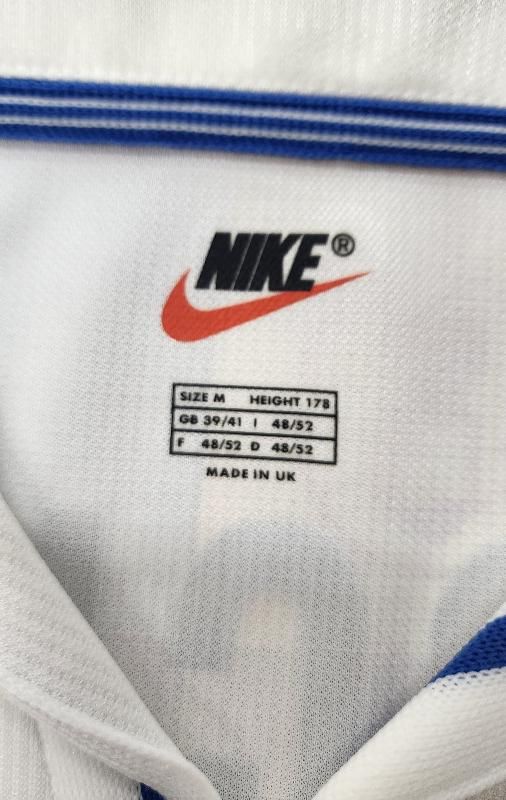 NIKE®
SIZE M HEIGHT 178
GB 39/41 I 48/52
F 48/52 D 48/52
MADE IN UK